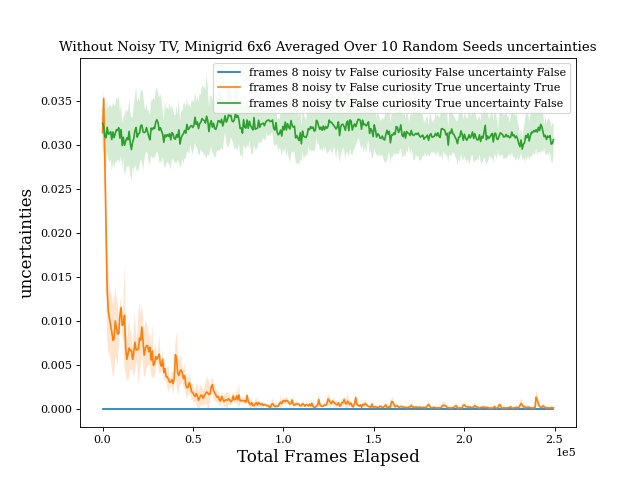 Without Noisy TV, Minigrid 6x6 Averaged Over 10 Random Seeds uncertainties
frames 8 noisy tv False curiosity False uncertainty False
frames 8 noisy tv False curiosity True uncertainty True
frames 8 noisy tv False curiosity True uncertainty False
0.035
0.030
0.025
0.020
0.015
0.010
0.005
0.000
uncertainties
0.0 0.5 1.0 1.5 2.0 2.5
1e5
Total Frames Elapsed